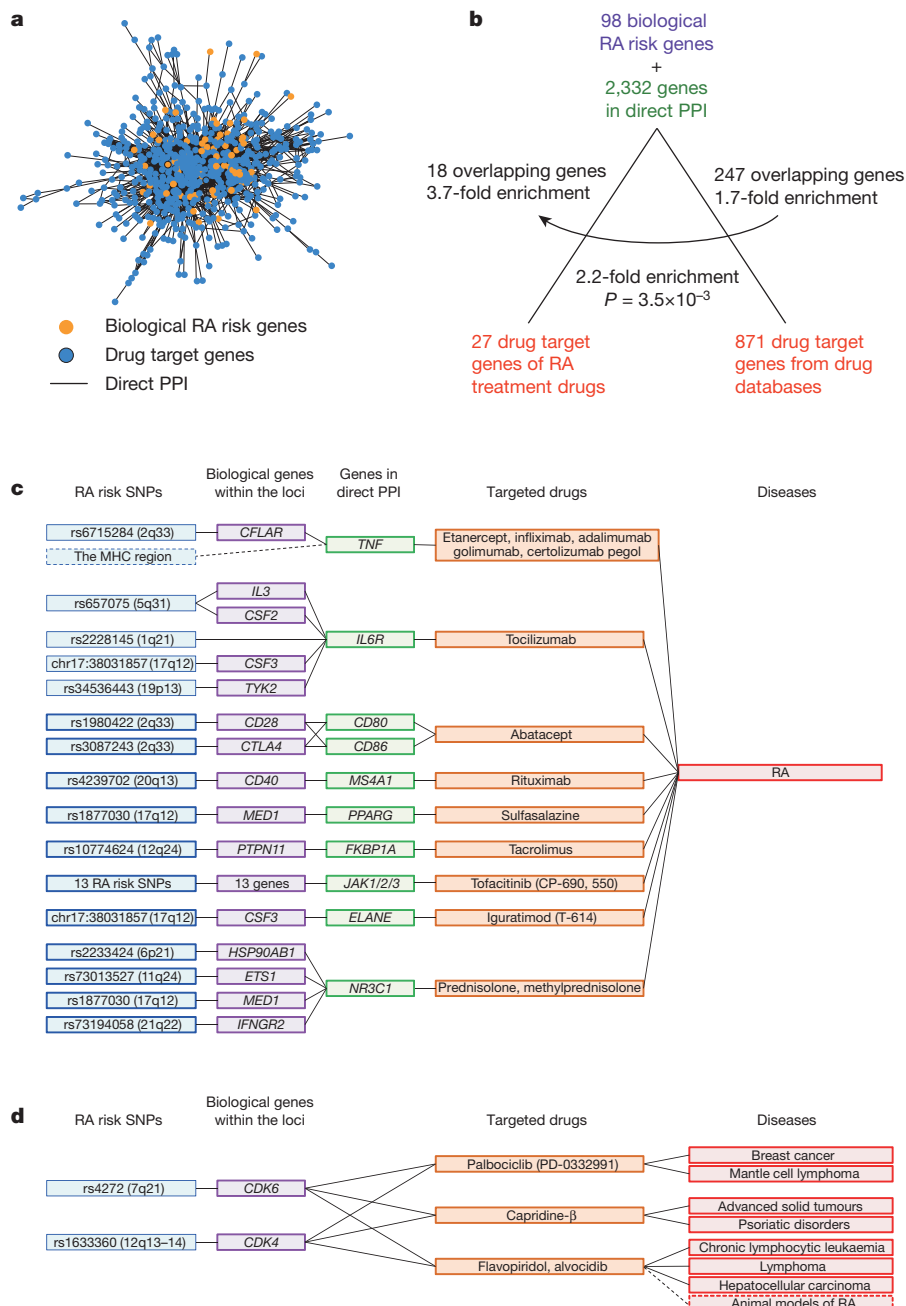 a
Biological RA risk genes
Drug target genes
Direct PPI
b
98 biological
RA risk genes
+
2,332 genes
in direct PPI
18 overlapping genes
3.7-fold enrichment
247 overlapping genes
1.7-fold enrichment
2.2-fold enrichment
P = 3.5×10⁻³
27 drug target
genes of RA
treatment drugs
871 drug target
genes from drug
databases
c
RA risk SNPs
Biological genes
within the loci
Genes in
direct PPI
Targeted drugs
Diseases
rs6715284 (2q33)
CFLAR
The MHC region
TNF
Etanercept, infliximab, adalimumab
golimumab, certolizumab pegol
rs657075 (5q31)
IL3
CSF2
rs2228145 (1q21)
IL6R
Tocilizumab
chr17:38031857 (17q12)
CSF3
rs34536443 (19p13)
TYK2
rs1980422 (2q33)
CD28
CD80
rs3087243 (2q33)
CTLA4
CD86
Abatacept
RA
rs4239702 (20q13)
CD40
MS4A1
Rituximab
rs1877030 (17q12)
MED1
PPARG
Sulfasalazine
rs10774624 (12q24)
PTPN11
FKBP1A
Tacrolimus
13 RA risk SNPs
13 genes
JAK1/2/3
Tofacitinib (CP-690, 550)
chr17:38031857 (17q12)
CSF3
ELANE
Iguratimod (T-614)
rs2233424 (6p21)
HSP90AB1
rs73013527 (11q24)
ETS1
rs1877030 (17q12)
MED1
rs73194058 (21q22)
IFNGR2
NR3C1
Prednisolone, methylprednisolone
d
RA risk SNPs
Biological genes
within the loci
Targeted drugs
Diseases
rs4272 (7q21)
CDK6
rs1633360 (12q13–14)
CDK4
Palbociclib (PD-0332991)
Breast cancer
Mantle cell lymphoma
Capridine-β
Advanced solid tumours
Psoriatic disorders
Flavopiridol, alvocidib
Chronic lymphocytic leukaemia
Lymphoma
Hepatocellular carcinoma
Animal models of RA